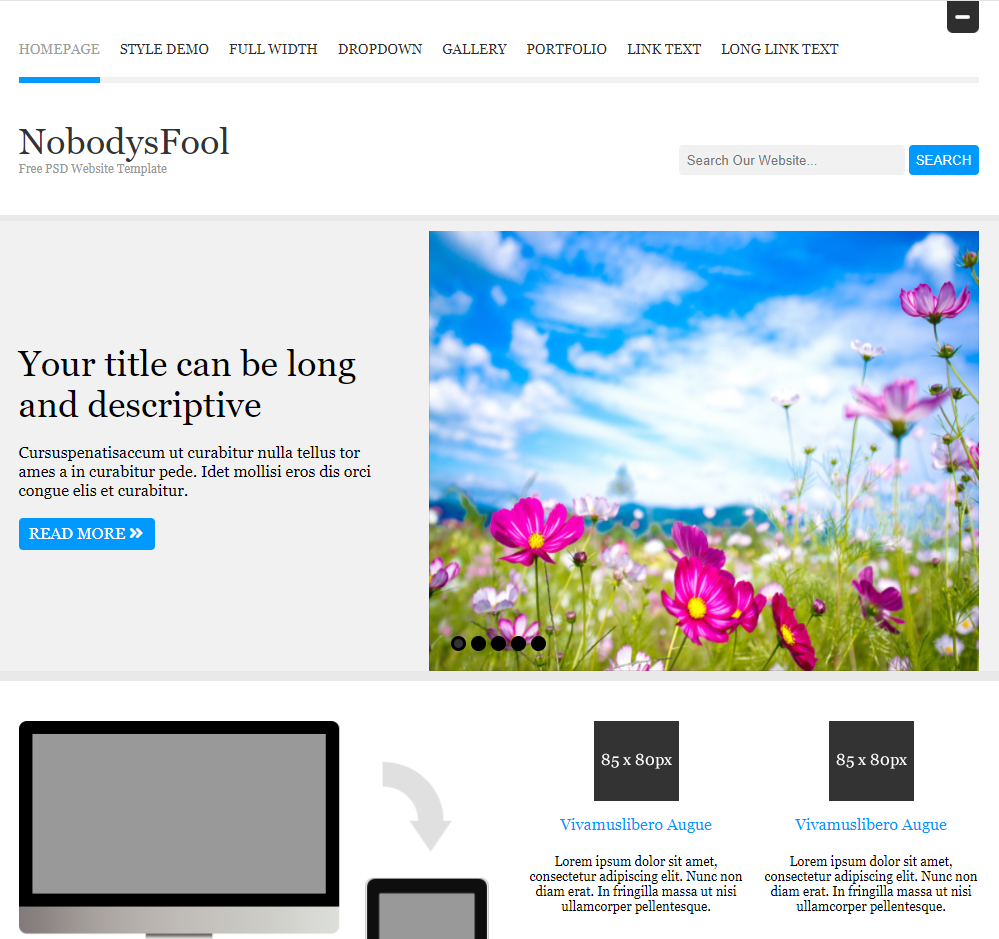 HOMEPAGE STYLE DEMO FULL WIDTH DROPDOWN GALLERY PORTFOLIO LINK TEXT LONG LINK TEXT
NobodysFool
Free PSD Website Template
Search Our Website... SEARCH
Your title can be long
and descriptive
Cursuspenatisaccum ut curabitur nulla tellus tor
ames a in curabitur pede. Idet mollisi eros dis orci
congue elis et curabitur.
READ MORE »
85 x 80px
Vivamuslibero Augue
Lorem ipsum dolor sit amet,
consectetur adipiscing elit. Nunc non
diam erat. In fringilla massa ut nisi
ullamcorper pellentesque.
85 x 80px
Vivamuslibero Augue
Lorem ipsum dolor sit amet,
consectetur adipiscing elit. Nunc non
diam erat. In fringilla massa ut nisi
ullamcorper pellentesque.